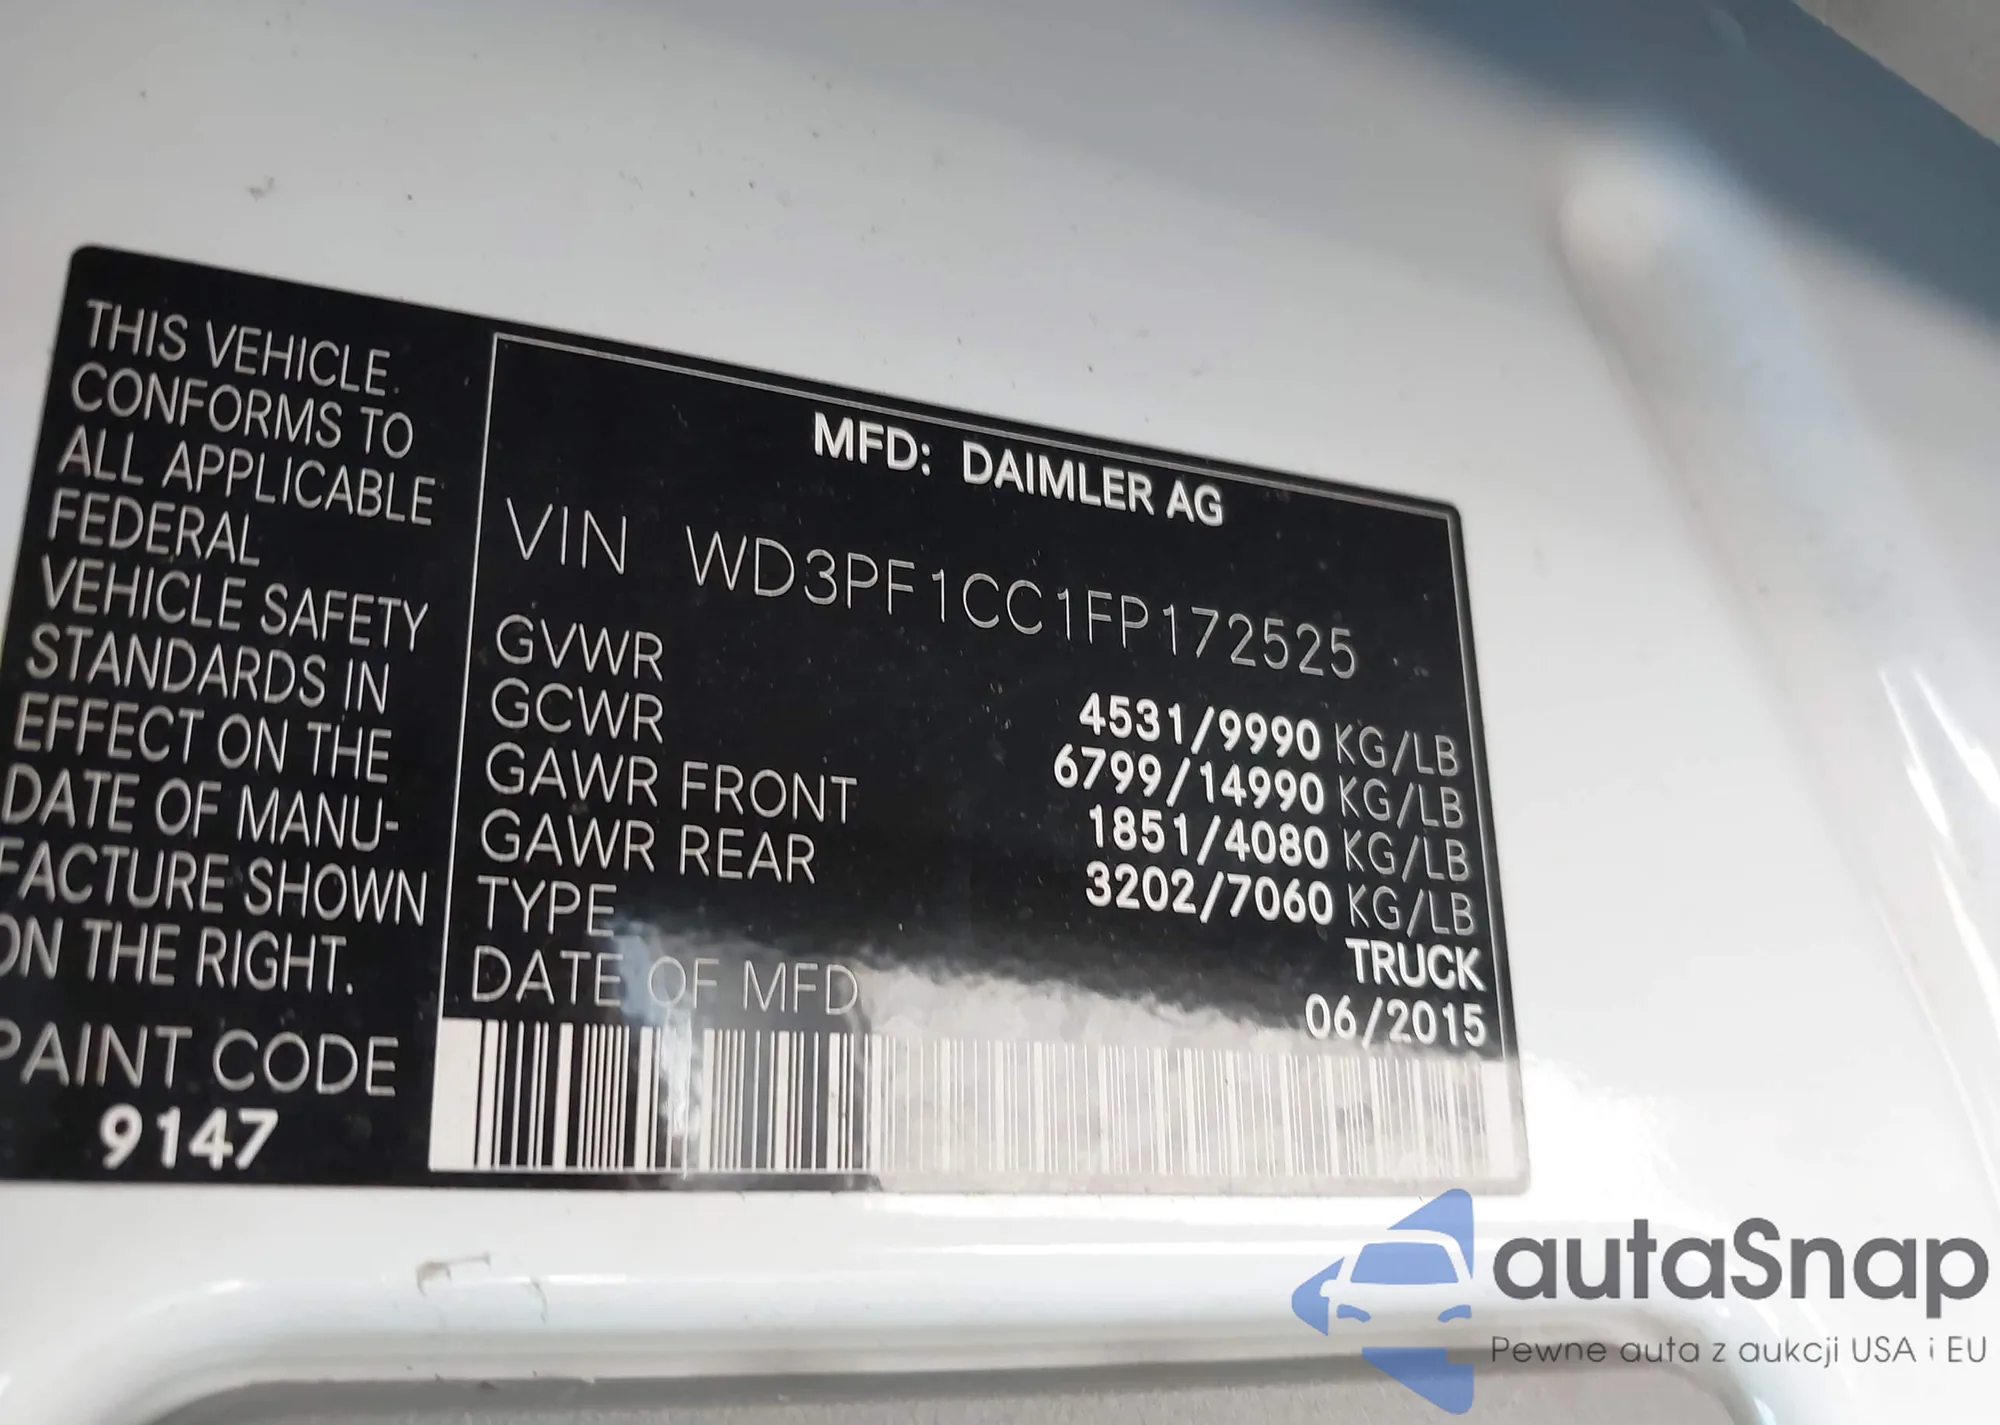 THIS VEHICLE
CONFORMS TO
ALL APPLICABLE
FEDERAL
VEHICLE SAFETY
STANDARDS IN
EFFECT ON THE
DATE OF MANU-
FACTURE SHOWN
ON THE RIGHT.
PAINT CODE
9147
MFD: DAIMLER AG
VIN WD3PF1CC1FP172525
GVWR 4531/9990 KG/LB
GCWR 6799/14990 KG/LB
GAWR FRONT 1851/4080 KG/LB
GAWR REAR 3202/7060 KG/LB
TYPE TRUCK
DATE OF MFD 06/2015
autaSnap
Pewne auta z aukcji USA i EU